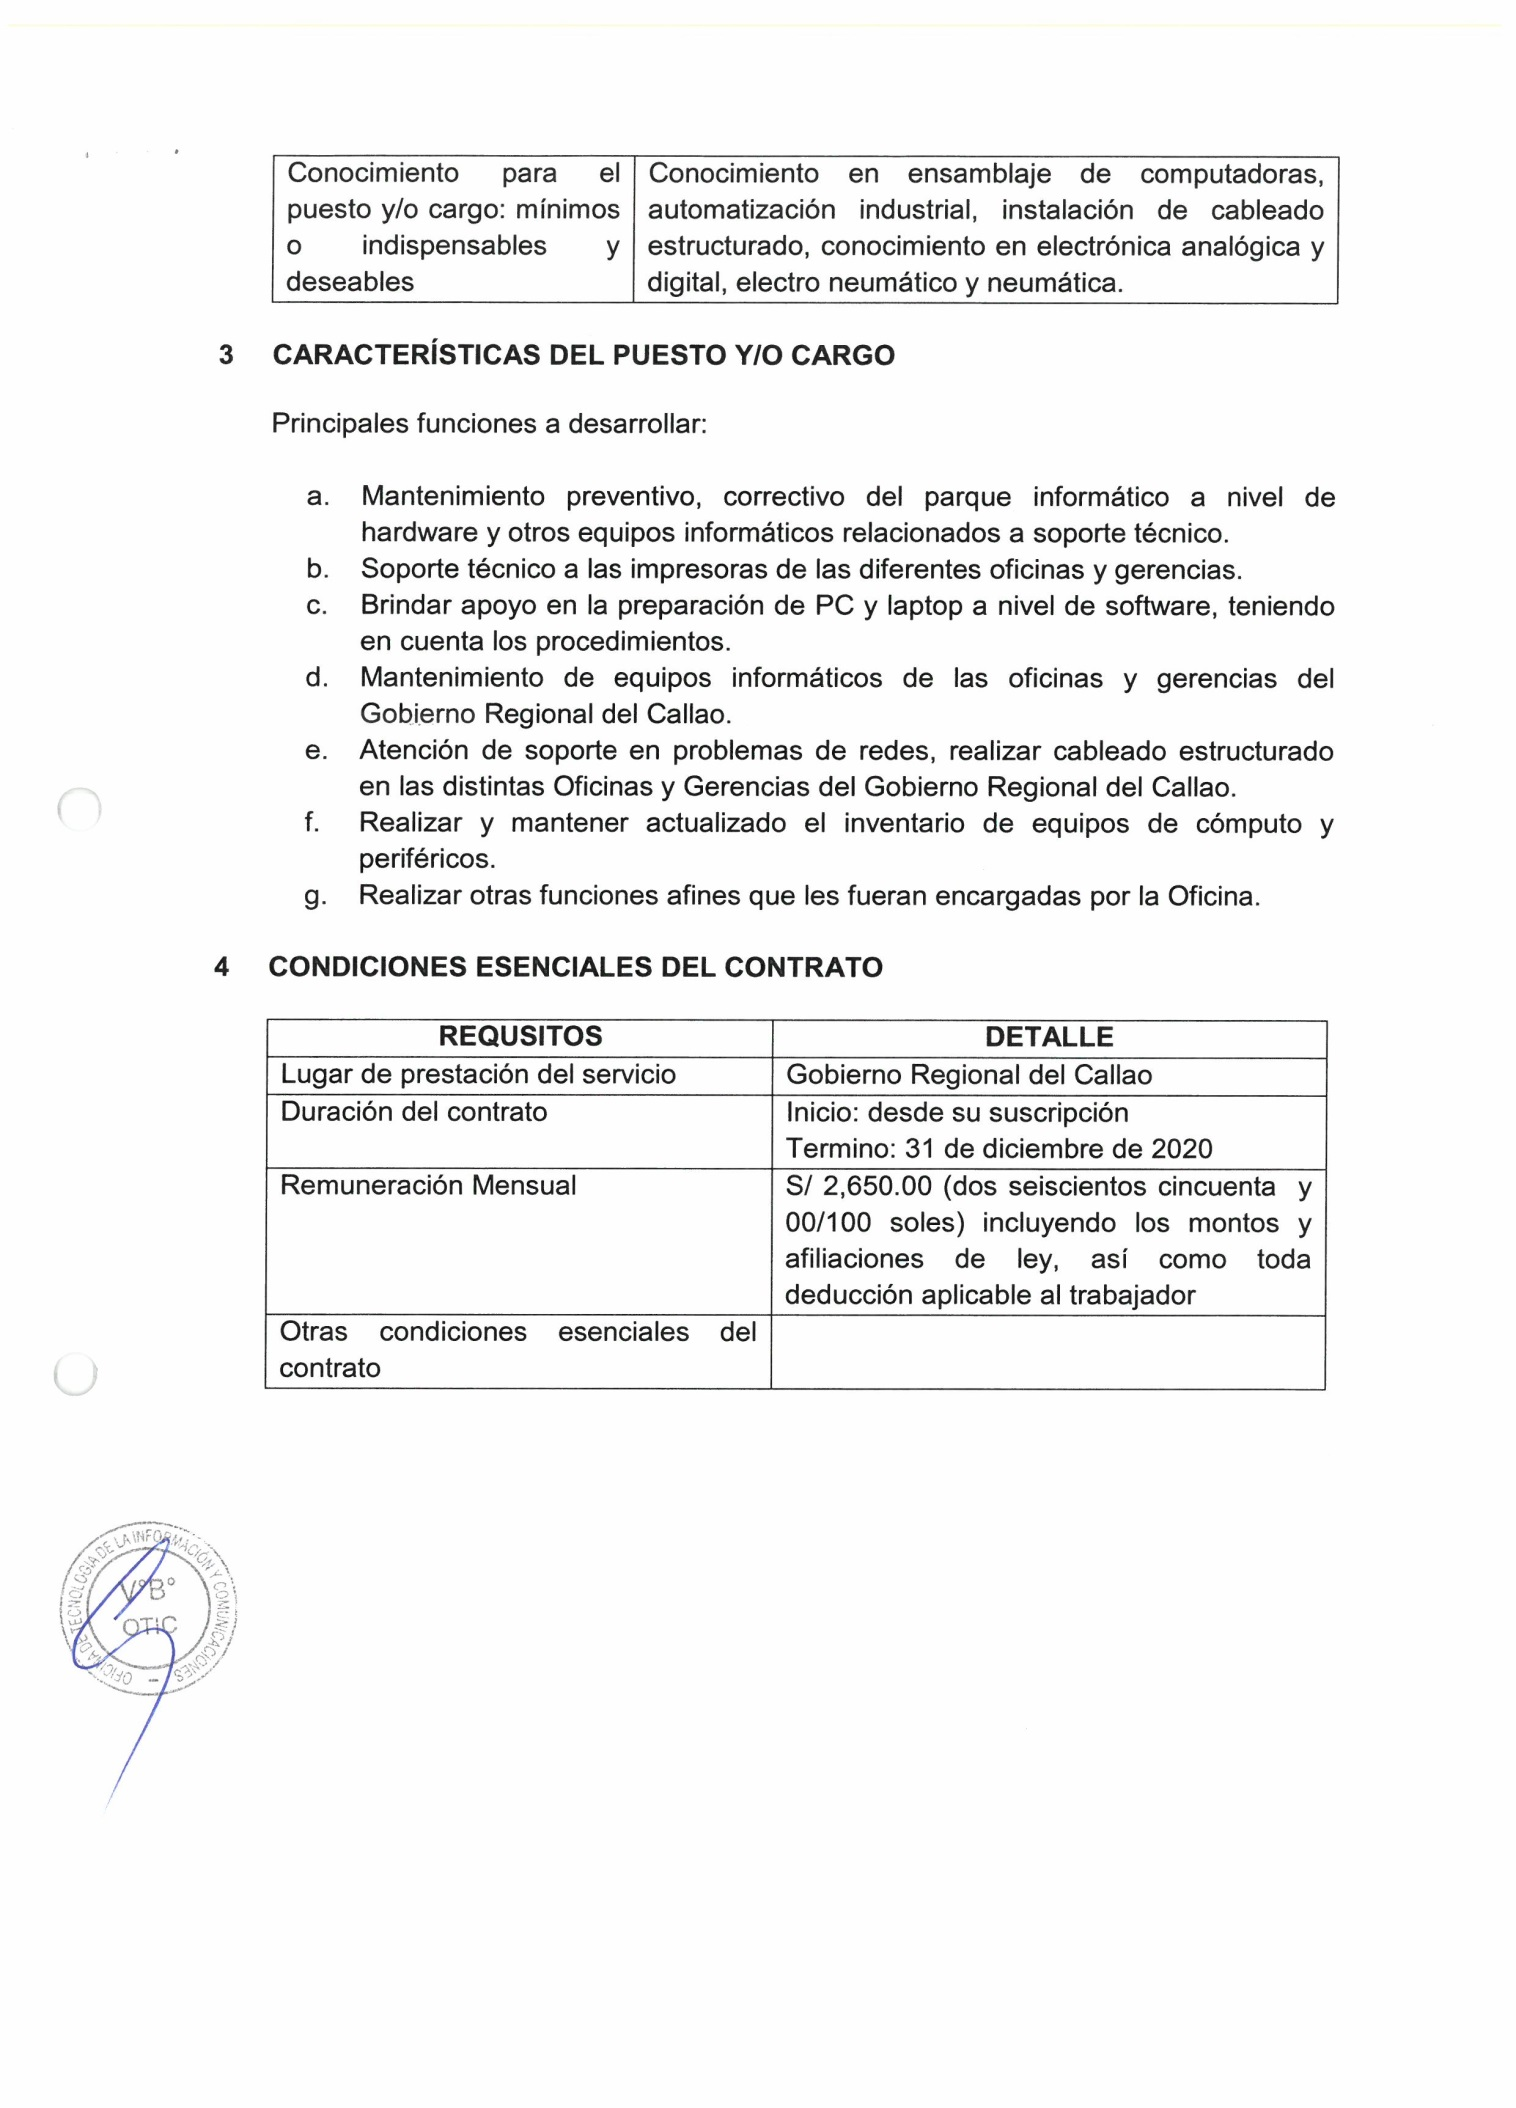 Conocimiento para el
puesto y/o cargo: mínimos
o indispensables y
deseables
Conocimiento en ensamblaje de computadoras,
automatización industrial, instalación de cableado
estructurado, conocimiento en electrónica analógica y
digital, electro neumático y neumática.
3 CARACTERÍSTICAS DEL PUESTO Y/O CARGO
Principales funciones a desarrollar:
a. Mantenimiento preventivo, correctivo del parque informático a nivel de
hardware y otros equipos informáticos relacionados a soporte técnico.
b. Soporte técnico a las impresoras de las diferentes oficinas y gerencias.
c. Brindar apoyo en la preparación de PC y laptop a nivel de software, teniendo
en cuenta los procedimientos.
d. Mantenimiento de equipos informáticos de las oficinas y gerencias del
Gobierno Regional del Callao.
e. Atención de soporte en problemas de redes, realizar cableado estructurado
en las distintas Oficinas y Gerencias del Gobierno Regional del Callao.
f. Realizar y mantener actualizado el inventario de equipos de cómputo y
periféricos.
g. Realizar otras funciones afines que les fueran encargadas por la Oficina.
4 CONDICIONES ESENCIALES DEL CONTRATO
REQUSITOS DETALLE
Lugar de prestación del servicio Gobierno Regional del Callao
Duración del contrato Inicio: desde su suscripción
Termino: 31 de diciembre de 2020
Remuneración Mensual S/ 2,650.00 (dos seiscientos cincuenta y
00/100 soles) incluyendo los montos y
afiliaciones de ley, así como toda
deducción aplicable al trabajador
Otras condiciones esenciales del
contrato
OFICINA DE TECNOLOGIA DE LA INFORMACIÓN Y COMUNICACIONES
V°B°
OTIC